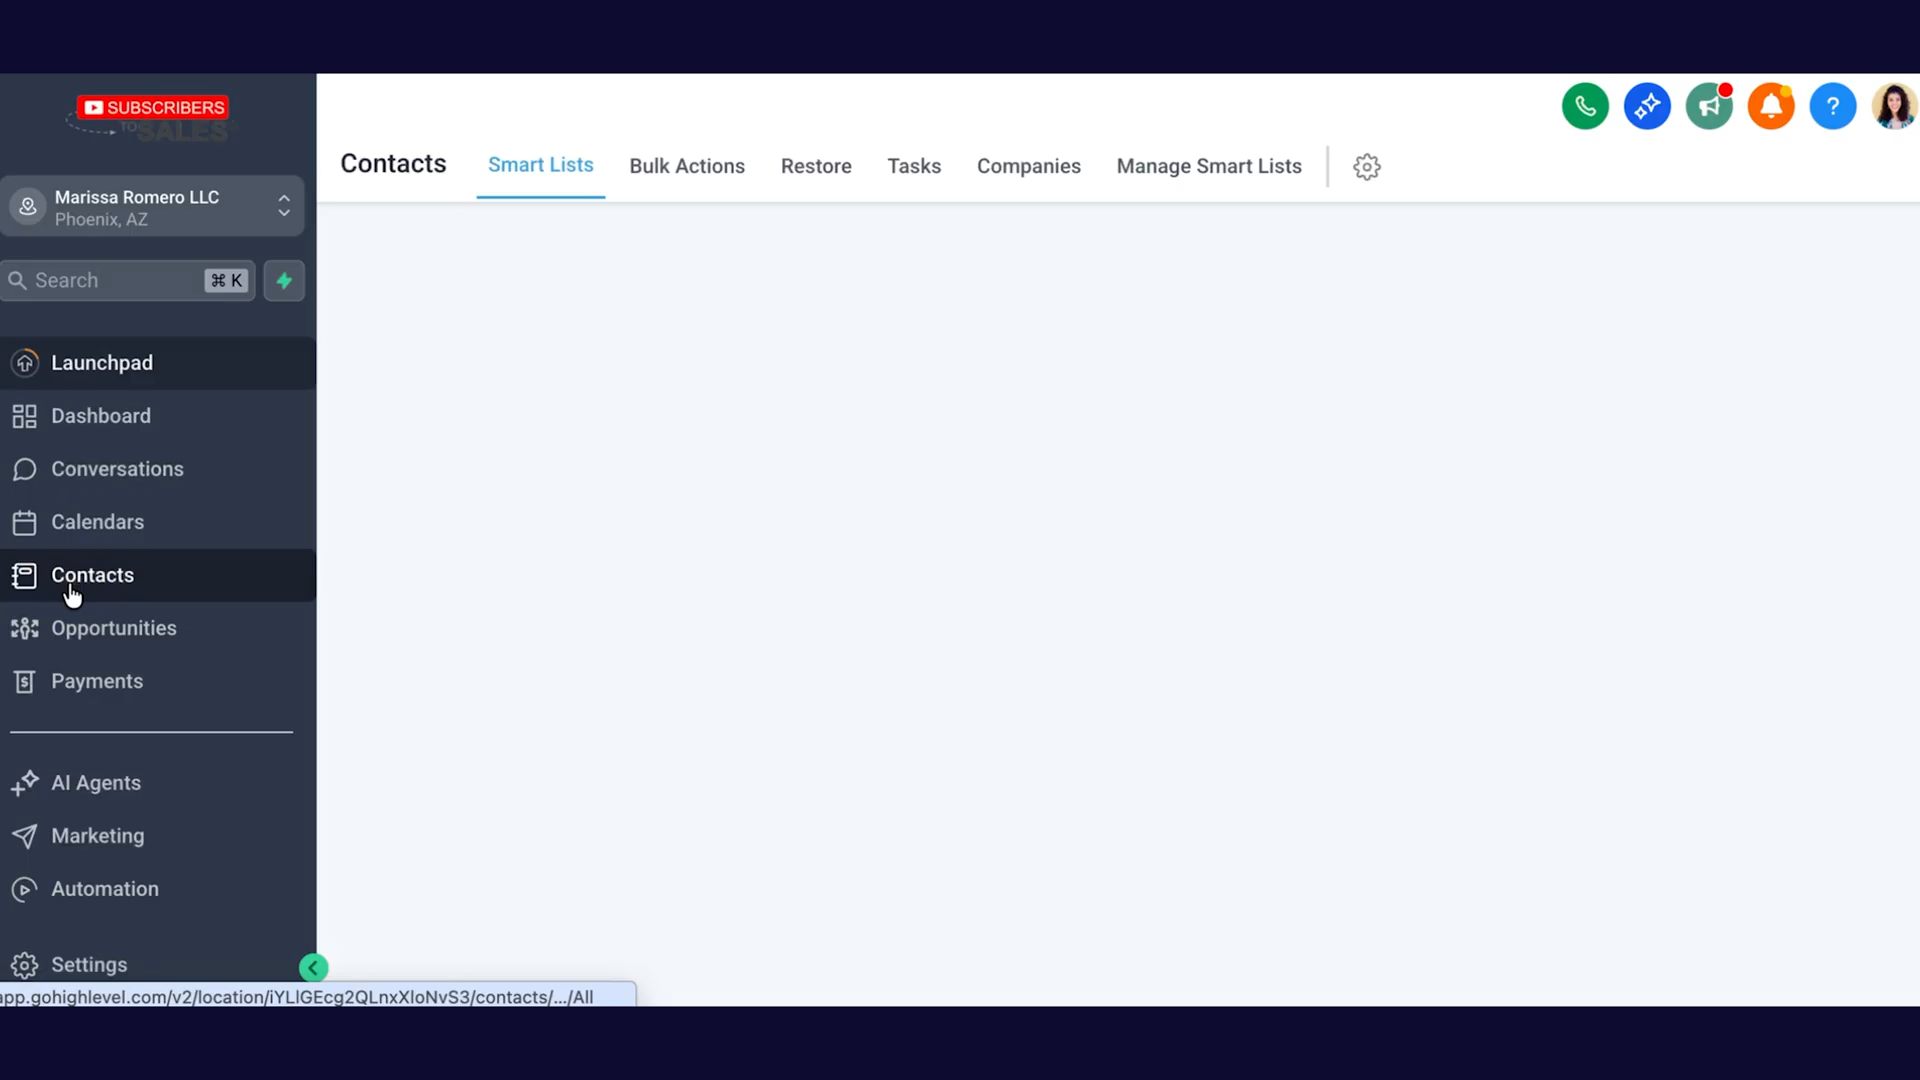 SUBSCRIBERS
TO SALES
Marissa Romero LLC
Phoenix, AZ
Search
⌘ K
Launchpad
Dashboard
Conversations
Calendars
Contacts
Opportunities
Payments
AI Agents
Marketing
Automation
Settings
Contacts
Smart Lists
Bulk Actions
Restore
Tasks
Companies
Manage Smart Lists
?
app.gohighlevel.com/v2/location/iYLlGEcg2QLnxXloNvS3/contacts/.../All